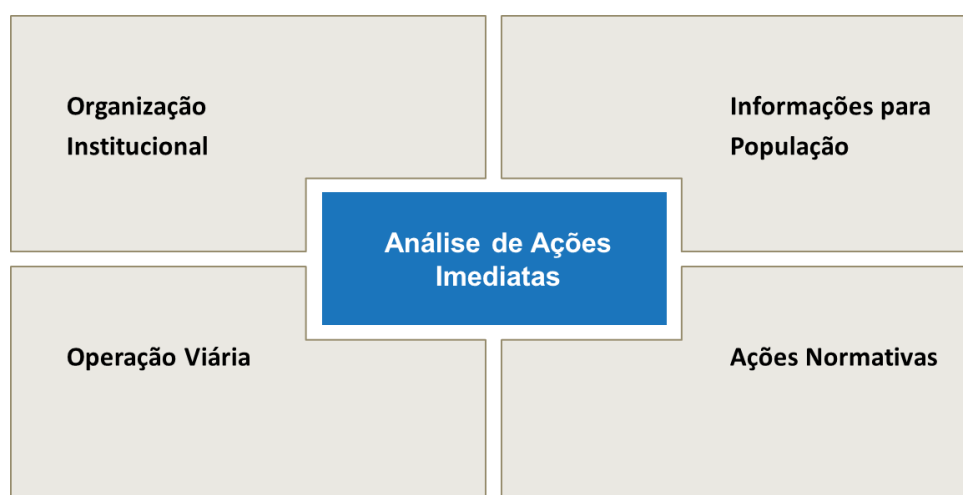 Organização
Institucional
Informações para
População
Análise de Ações
Imediatas
Operação Viária
Ações Normativas